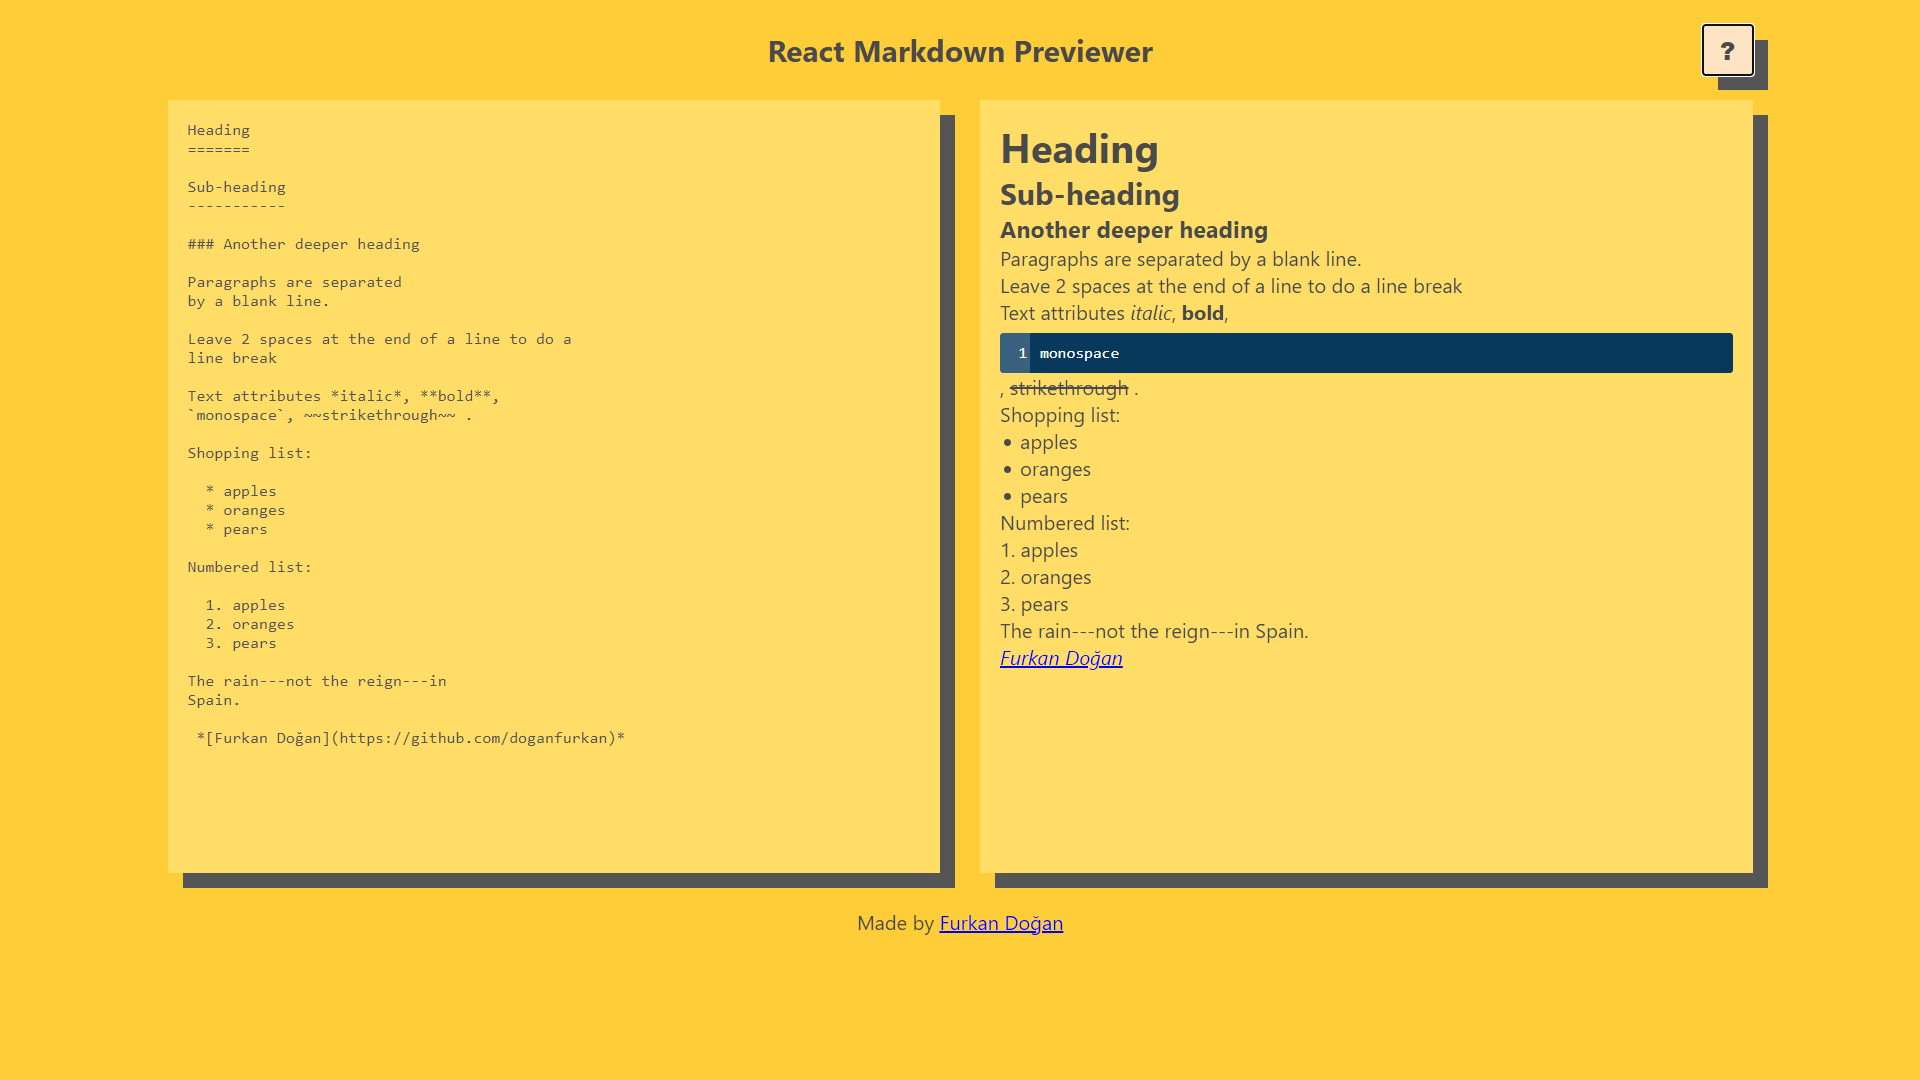 React Markdown Previewer
?
Heading
=======
Sub-heading
-----------
### Another deeper heading
Paragraphs are separated
by a blank line.
Leave 2 spaces at the end of a line to do a
line break
Text attributes *italic*, **bold**,
`monospace`, ~~strikethrough~~ .
Shopping list:
* apples
* oranges
* pears
Numbered list:
1. apples
2. oranges
3. pears
The rain---not the reign---in
Spain.
*[Furkan Doğan](https://github.com/doganfurkan)*
Heading
Sub-heading
Another deeper heading
Paragraphs are separated by a blank line.
Leave 2 spaces at the end of a line to do a line break
Text attributes italic, bold,
1 monospace
, strikethrough .
Shopping list:
• apples
• oranges
• pears
Numbered list:
1. apples
2. oranges
3. pears
The rain---not the reign---in Spain.
Furkan Doğan
Made by Furkan Doğan